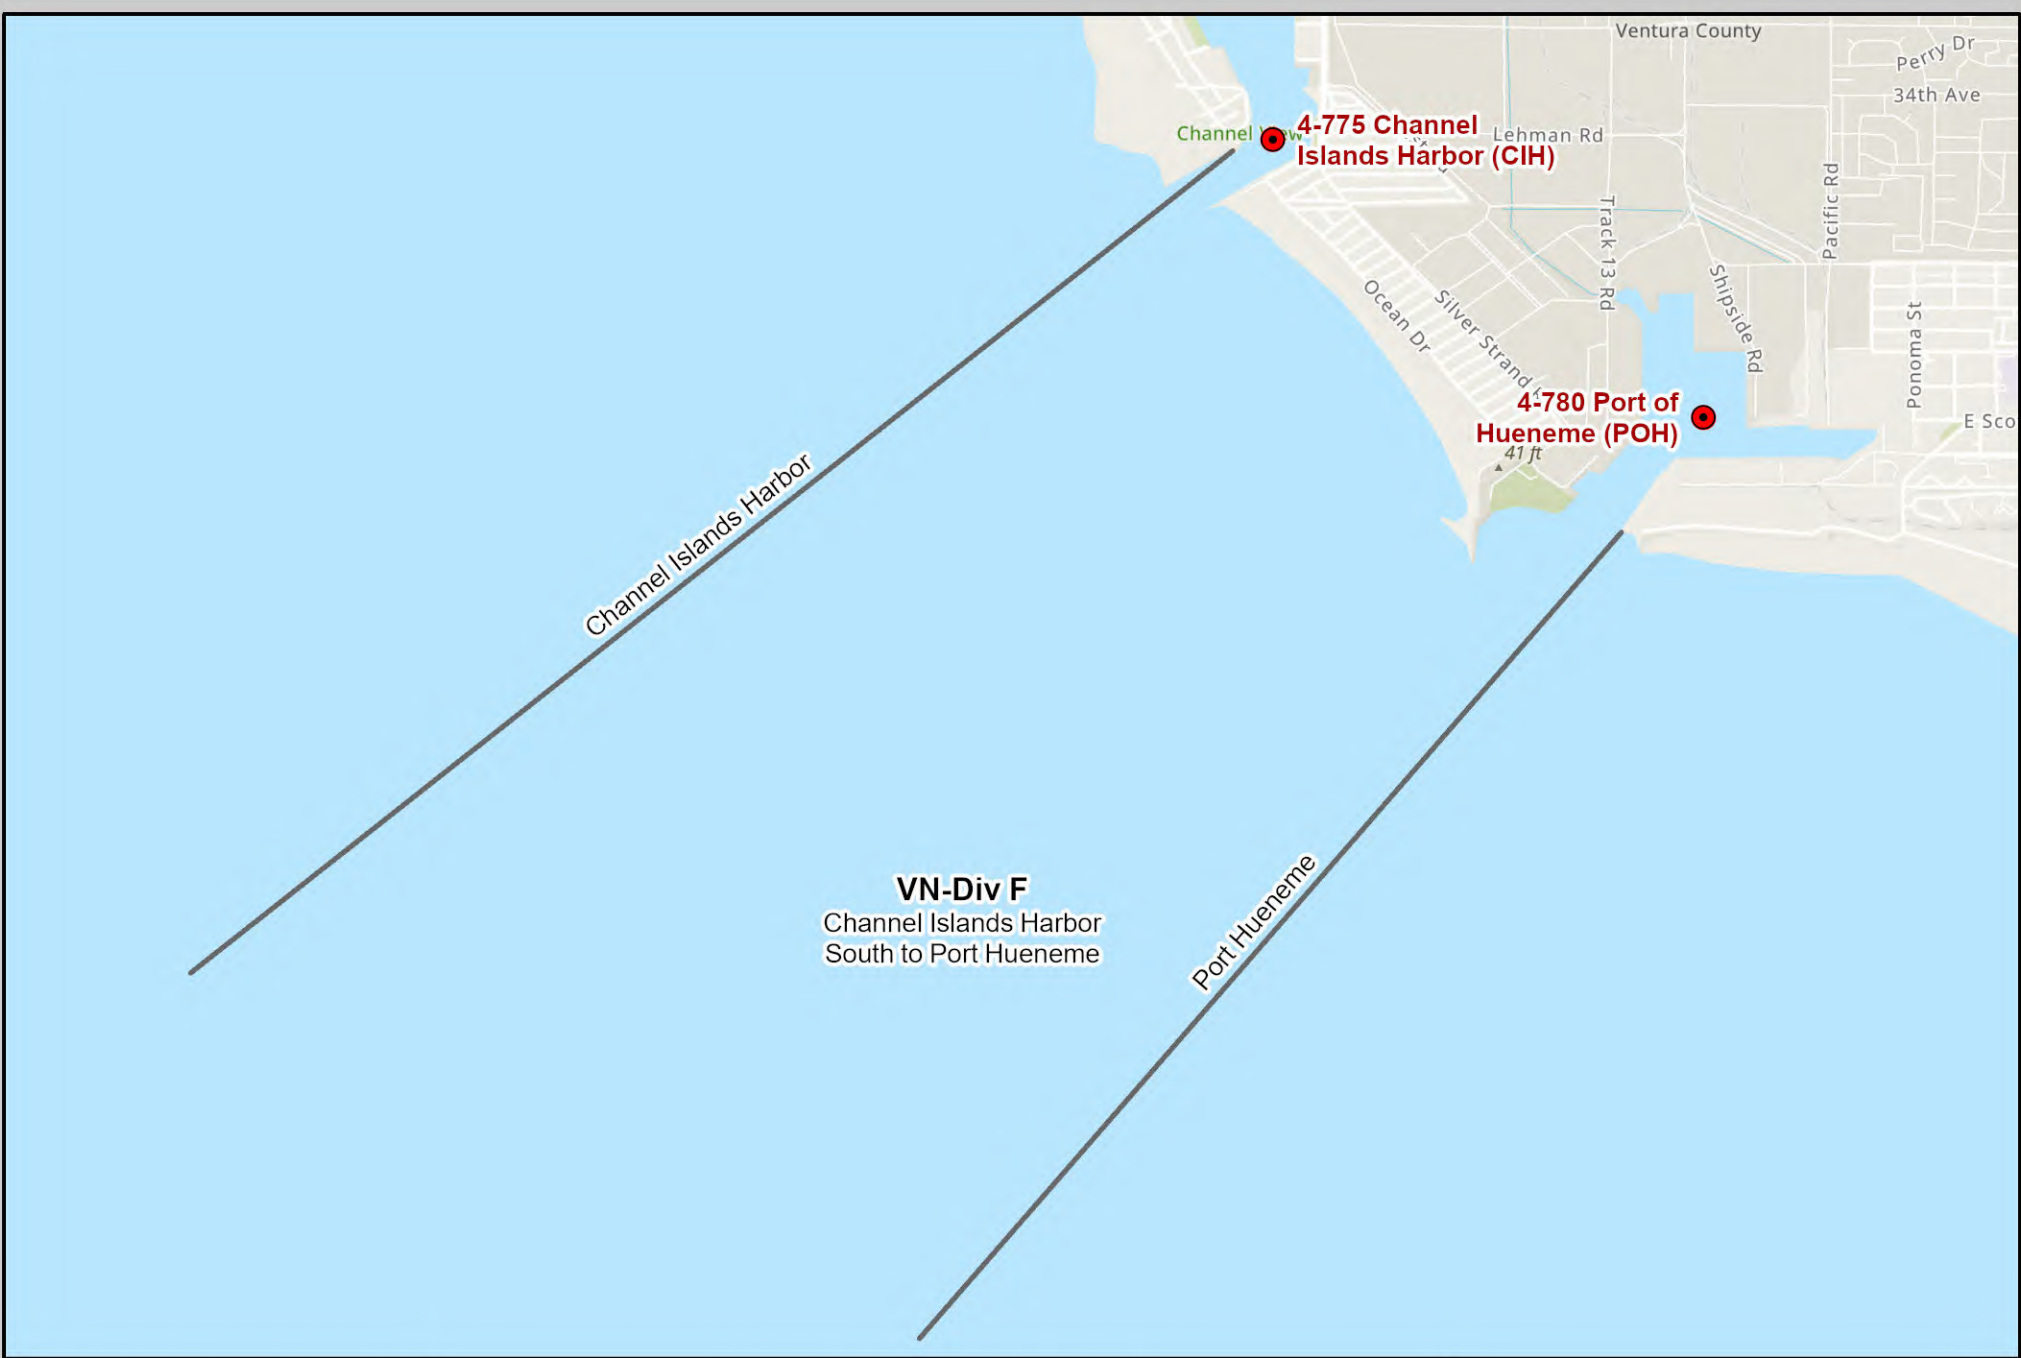 Ventura County
Perry Dr
34th Ave
Channel View
4-775 Channel
Islands Harbor (CIH)
Lehman Rd
Pacific Rd
Track 13 Rd
Shipside Rd
Ocean Dr
Silver Strand
Ponoma St
4-780 Port of
Hueneme (POH)
41 ft
E Sco
Channel Islands Harbor
Port Hueneme
VN-Div F
Channel Islands Harbor
South to Port Hueneme